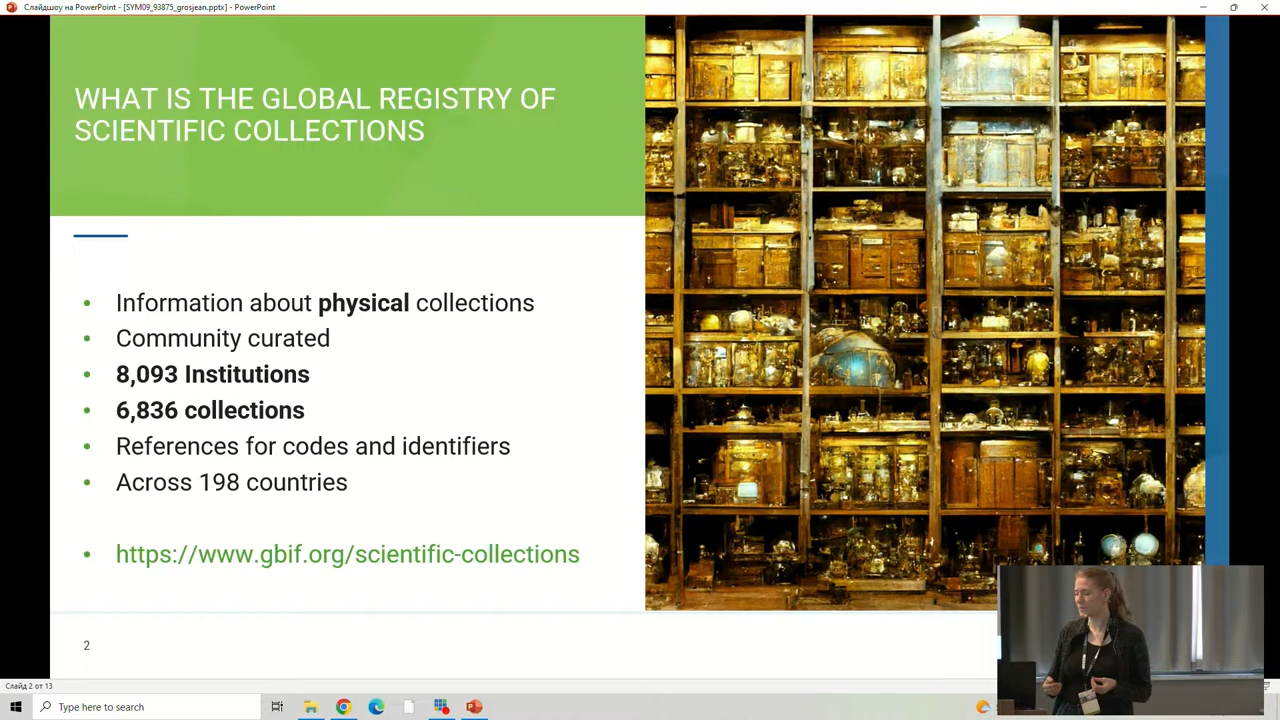 Слайдшоу на PowerPoint - [SYM09_93875_grosjean.pptx] - PowerPoint
WHAT IS THE GLOBAL REGISTRY OF
SCIENTIFIC COLLECTIONS
• Information about physical collections
• Community curated
• 8,093 Institutions
• 6,836 collections
• References for codes and identifiers
• Across 198 countries
• https://www.gbif.org/scientific-collections
2
Слайд 2 от 13
Type here to search